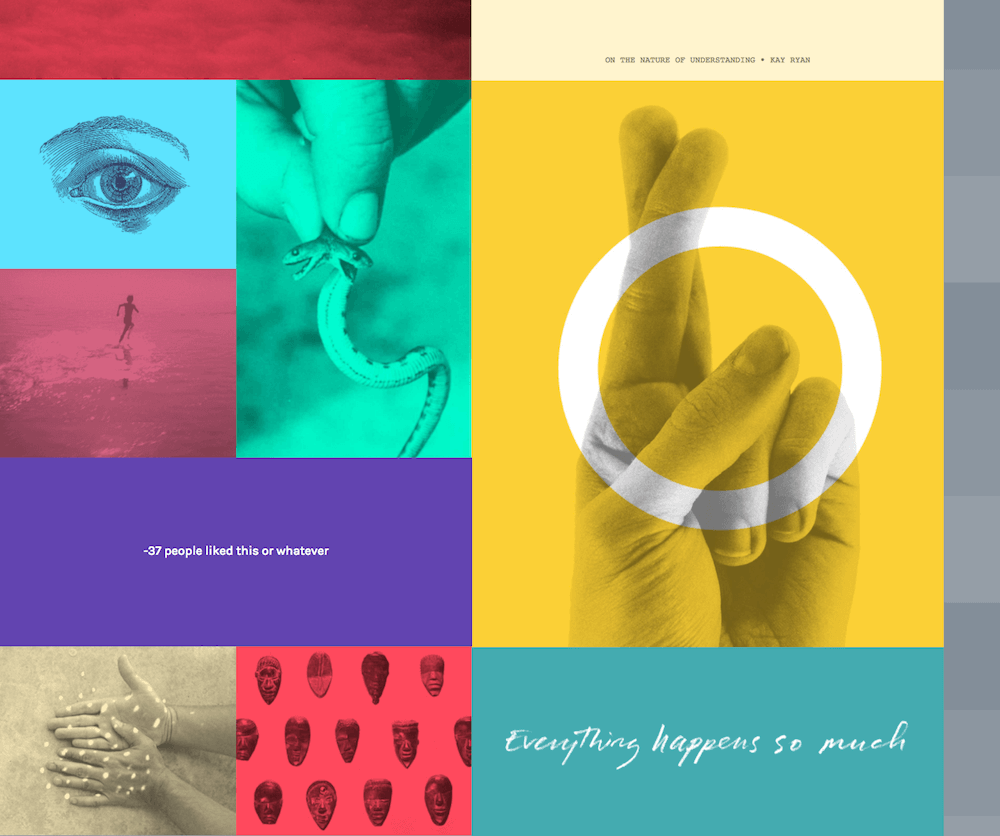 ON THE NATURE OF UNDERSTANDING • KAY RYAN
-37 people liked this or whatever
Everything happens so much